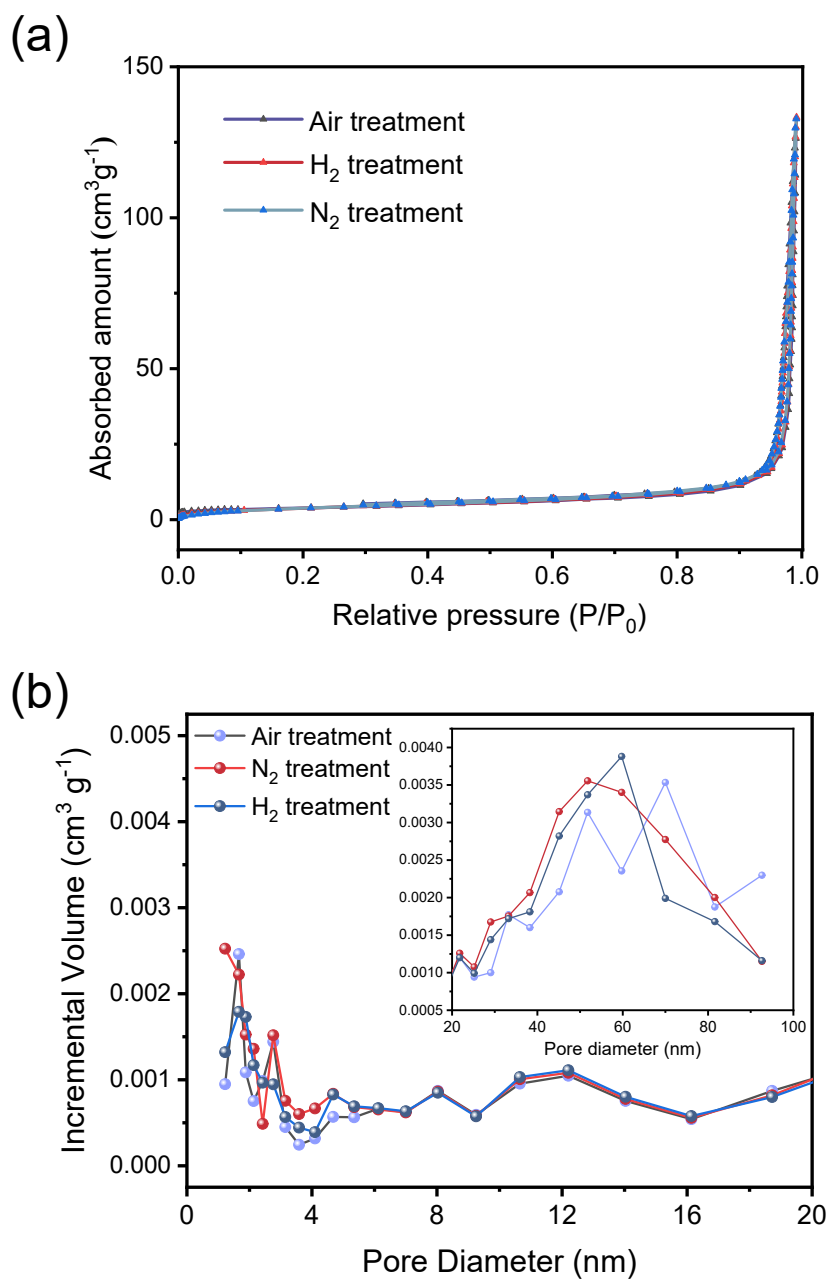 (a)
150
100
50
0
Absorbed amount (cm³g⁻¹)
Air treatment
H₂ treatment
N₂ treatment
0.0 0.2 0.4 0.6 0.8 1.0
Relative pressure (P/P₀)
(b)
0.005
0.004
0.003
0.002
0.001
0.000
Incremental Volume (cm³ g⁻¹)
Air treatment
N₂ treatment
H₂ treatment
0.0040
0.0035
0.0030
0.0025
0.0020
0.0015
0.0010
0.0005
20 40 60 80 100
Pore diameter (nm)
0 4 8 12 16 20
Pore Diameter (nm)